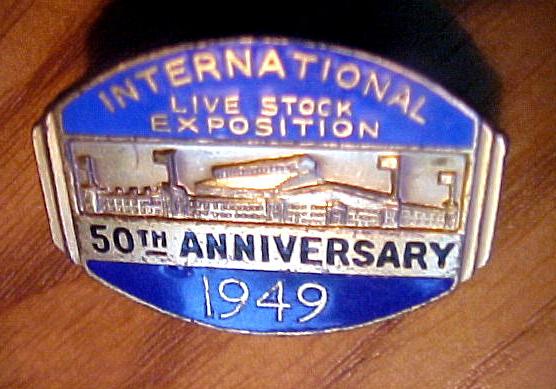 INTERNATIONAL
LIVE STOCK
EXPOSITION
50TH ANNIVERSARY
1949